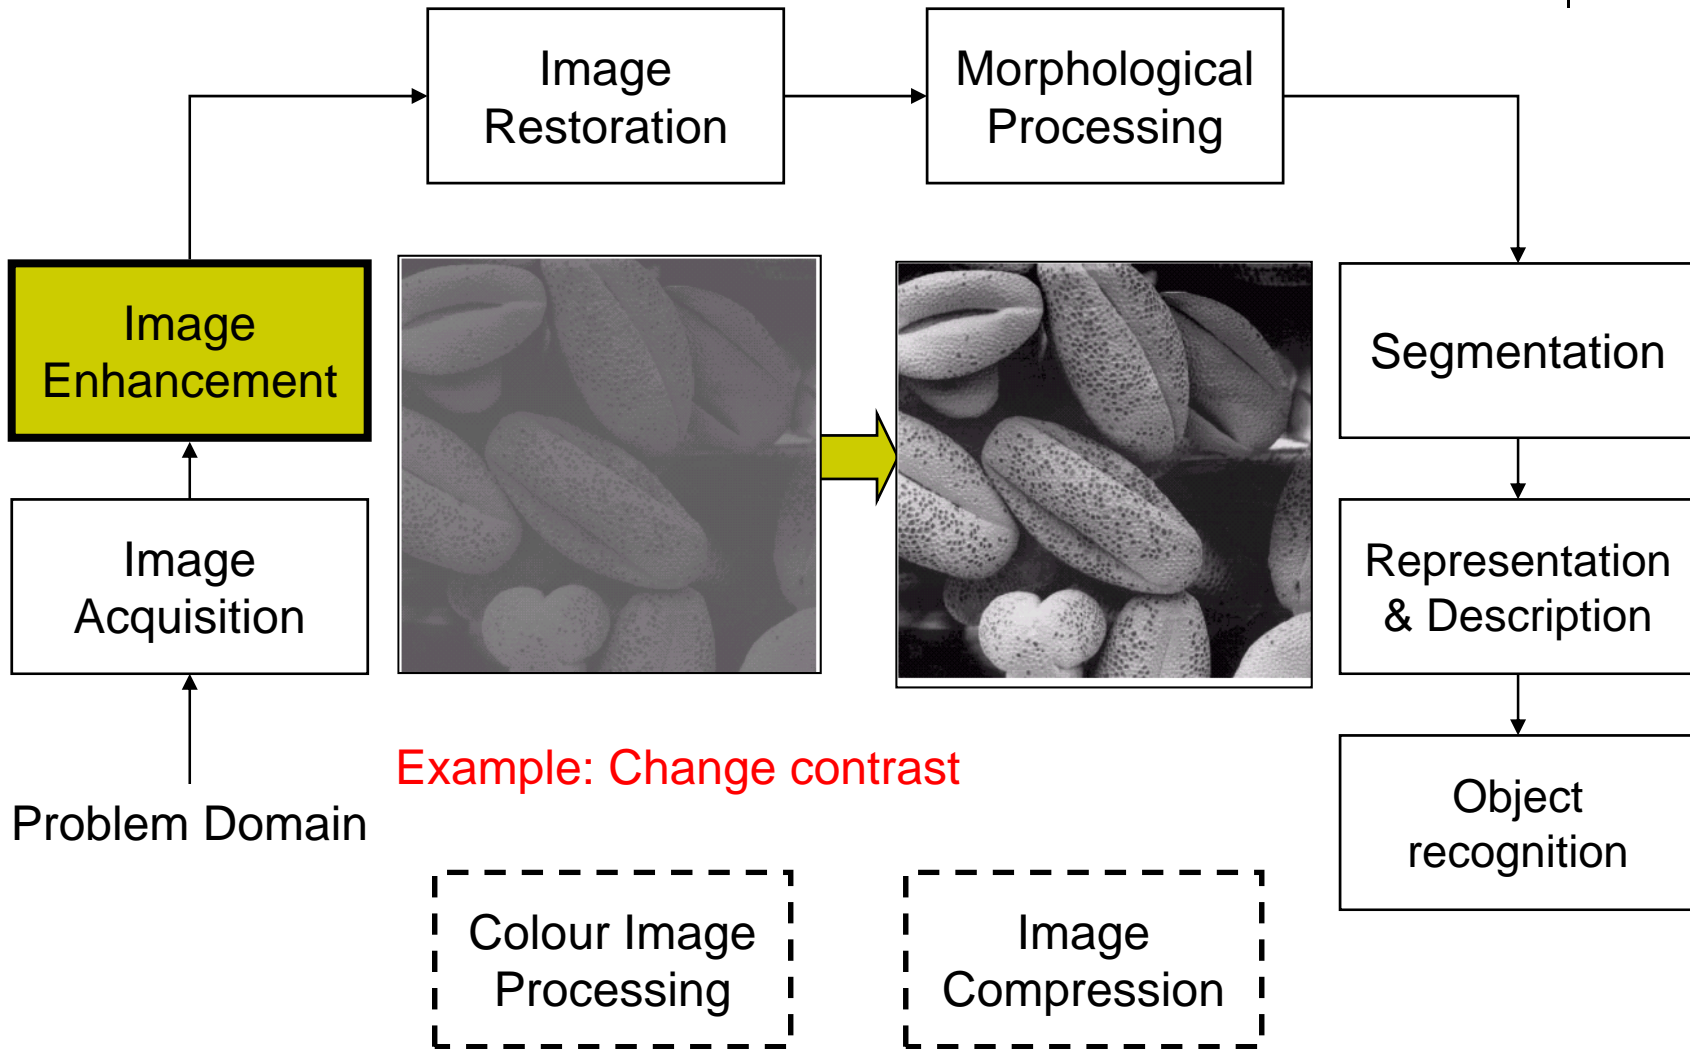 Image
Restoration
Morphological
Processing
Image
Enhancement
Segmentation
Image
Acquisition
Representation
& Description
Example: Change contrast
Problem Domain
Object
recognition
Colour Image
Processing
Image
Compression